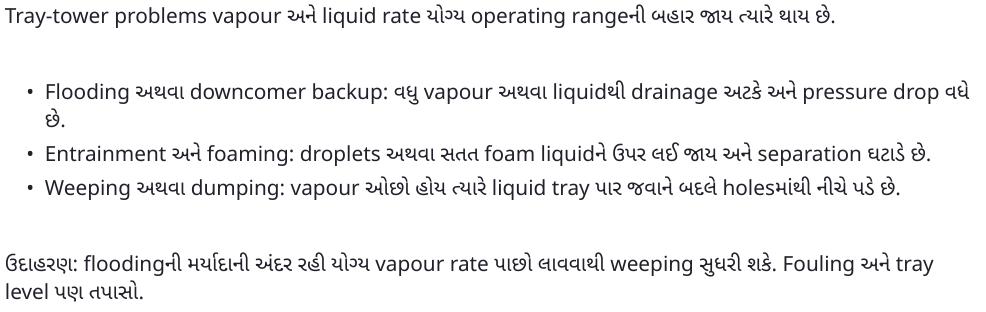 Tray-tower problems vapour અને liquid rate યોગ્ય operating rangeની બહાર જાય ત્યારે થાય છે.
• Flooding અથવા downcomer backup: વધુ vapour અથવા liquidથી drainage અટકે અને pressure drop વધે
છે.
• Entrainment અને foaming: droplets અથવા સતત foam liquidને ઉપર લઈ જાય અને separation ઘટાડે છે.
• Weeping અથવા dumping: vapour ઓછો હોય ત્યારે liquid tray પાર જવાને બદલે holesમાંથી નીચે પડે છે.
ઉદાહરણ: floodingની મર્યાદાની અંદર રહી યોગ્ય vapour rate પાછો લાવવાથી weeping સુધરી શકે. Fouling અને tray
level પણ તપાસો.